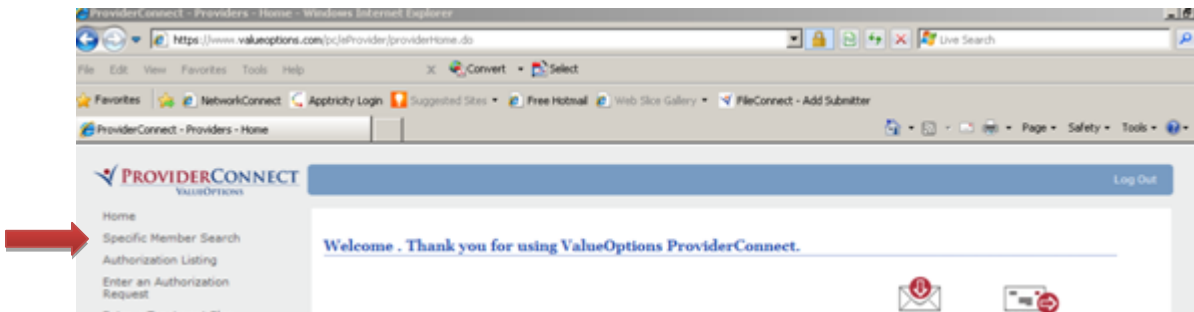 ProviderConnect - Providers - Home - Windows Internet Explorer
https://www.valueoptions.com/pc/eProvider/providerHome.do
Live Search
File Edit View Favorites Tools Help
Convert Select
Favorites NetworkConnect Apptricity Login Suggested Sites Free Hotmail Web Slice Gallery FileConnect - Add Submitter
ProviderConnect - Providers - Home
Page Safety Tools
PROVIDERCONNECT
VALUEOPTIONS
Log Out
Home
Specific Member Search
Authorization Listing
Enter an Authorization
Request
Welcome . Thank you for using ValueOptions ProviderConnect.